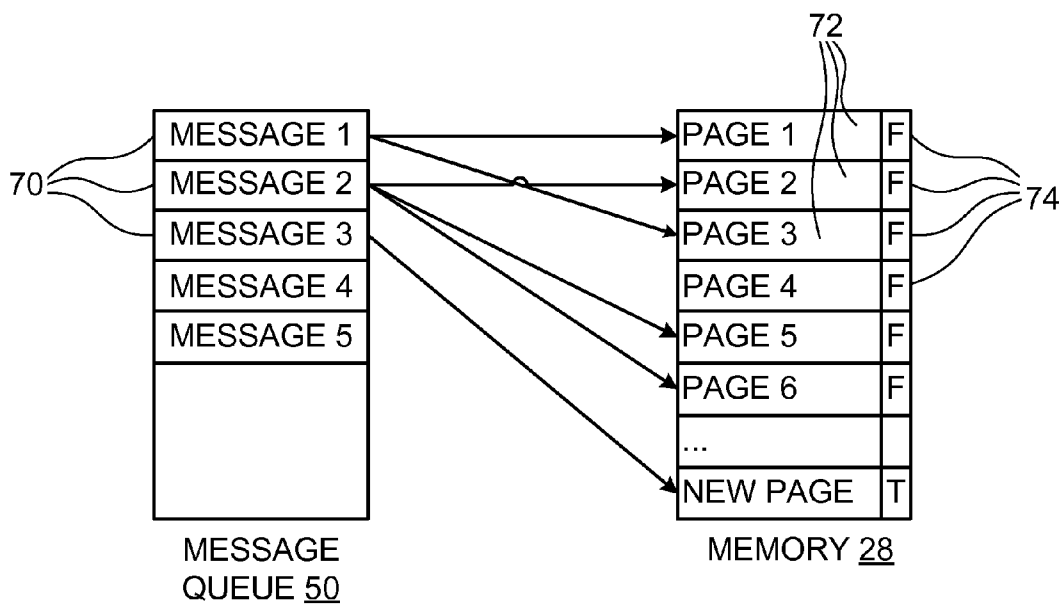 72
MESSAGE 1
PAGE 1 F
MESSAGE 2
PAGE 2 F
70
74
MESSAGE 3
PAGE 3 F
MESSAGE 4
PAGE 4 F
MESSAGE 5
PAGE 5 F
PAGE 6 F
...
NEW PAGE T
MESSAGE
QUEUE 50
MEMORY 28